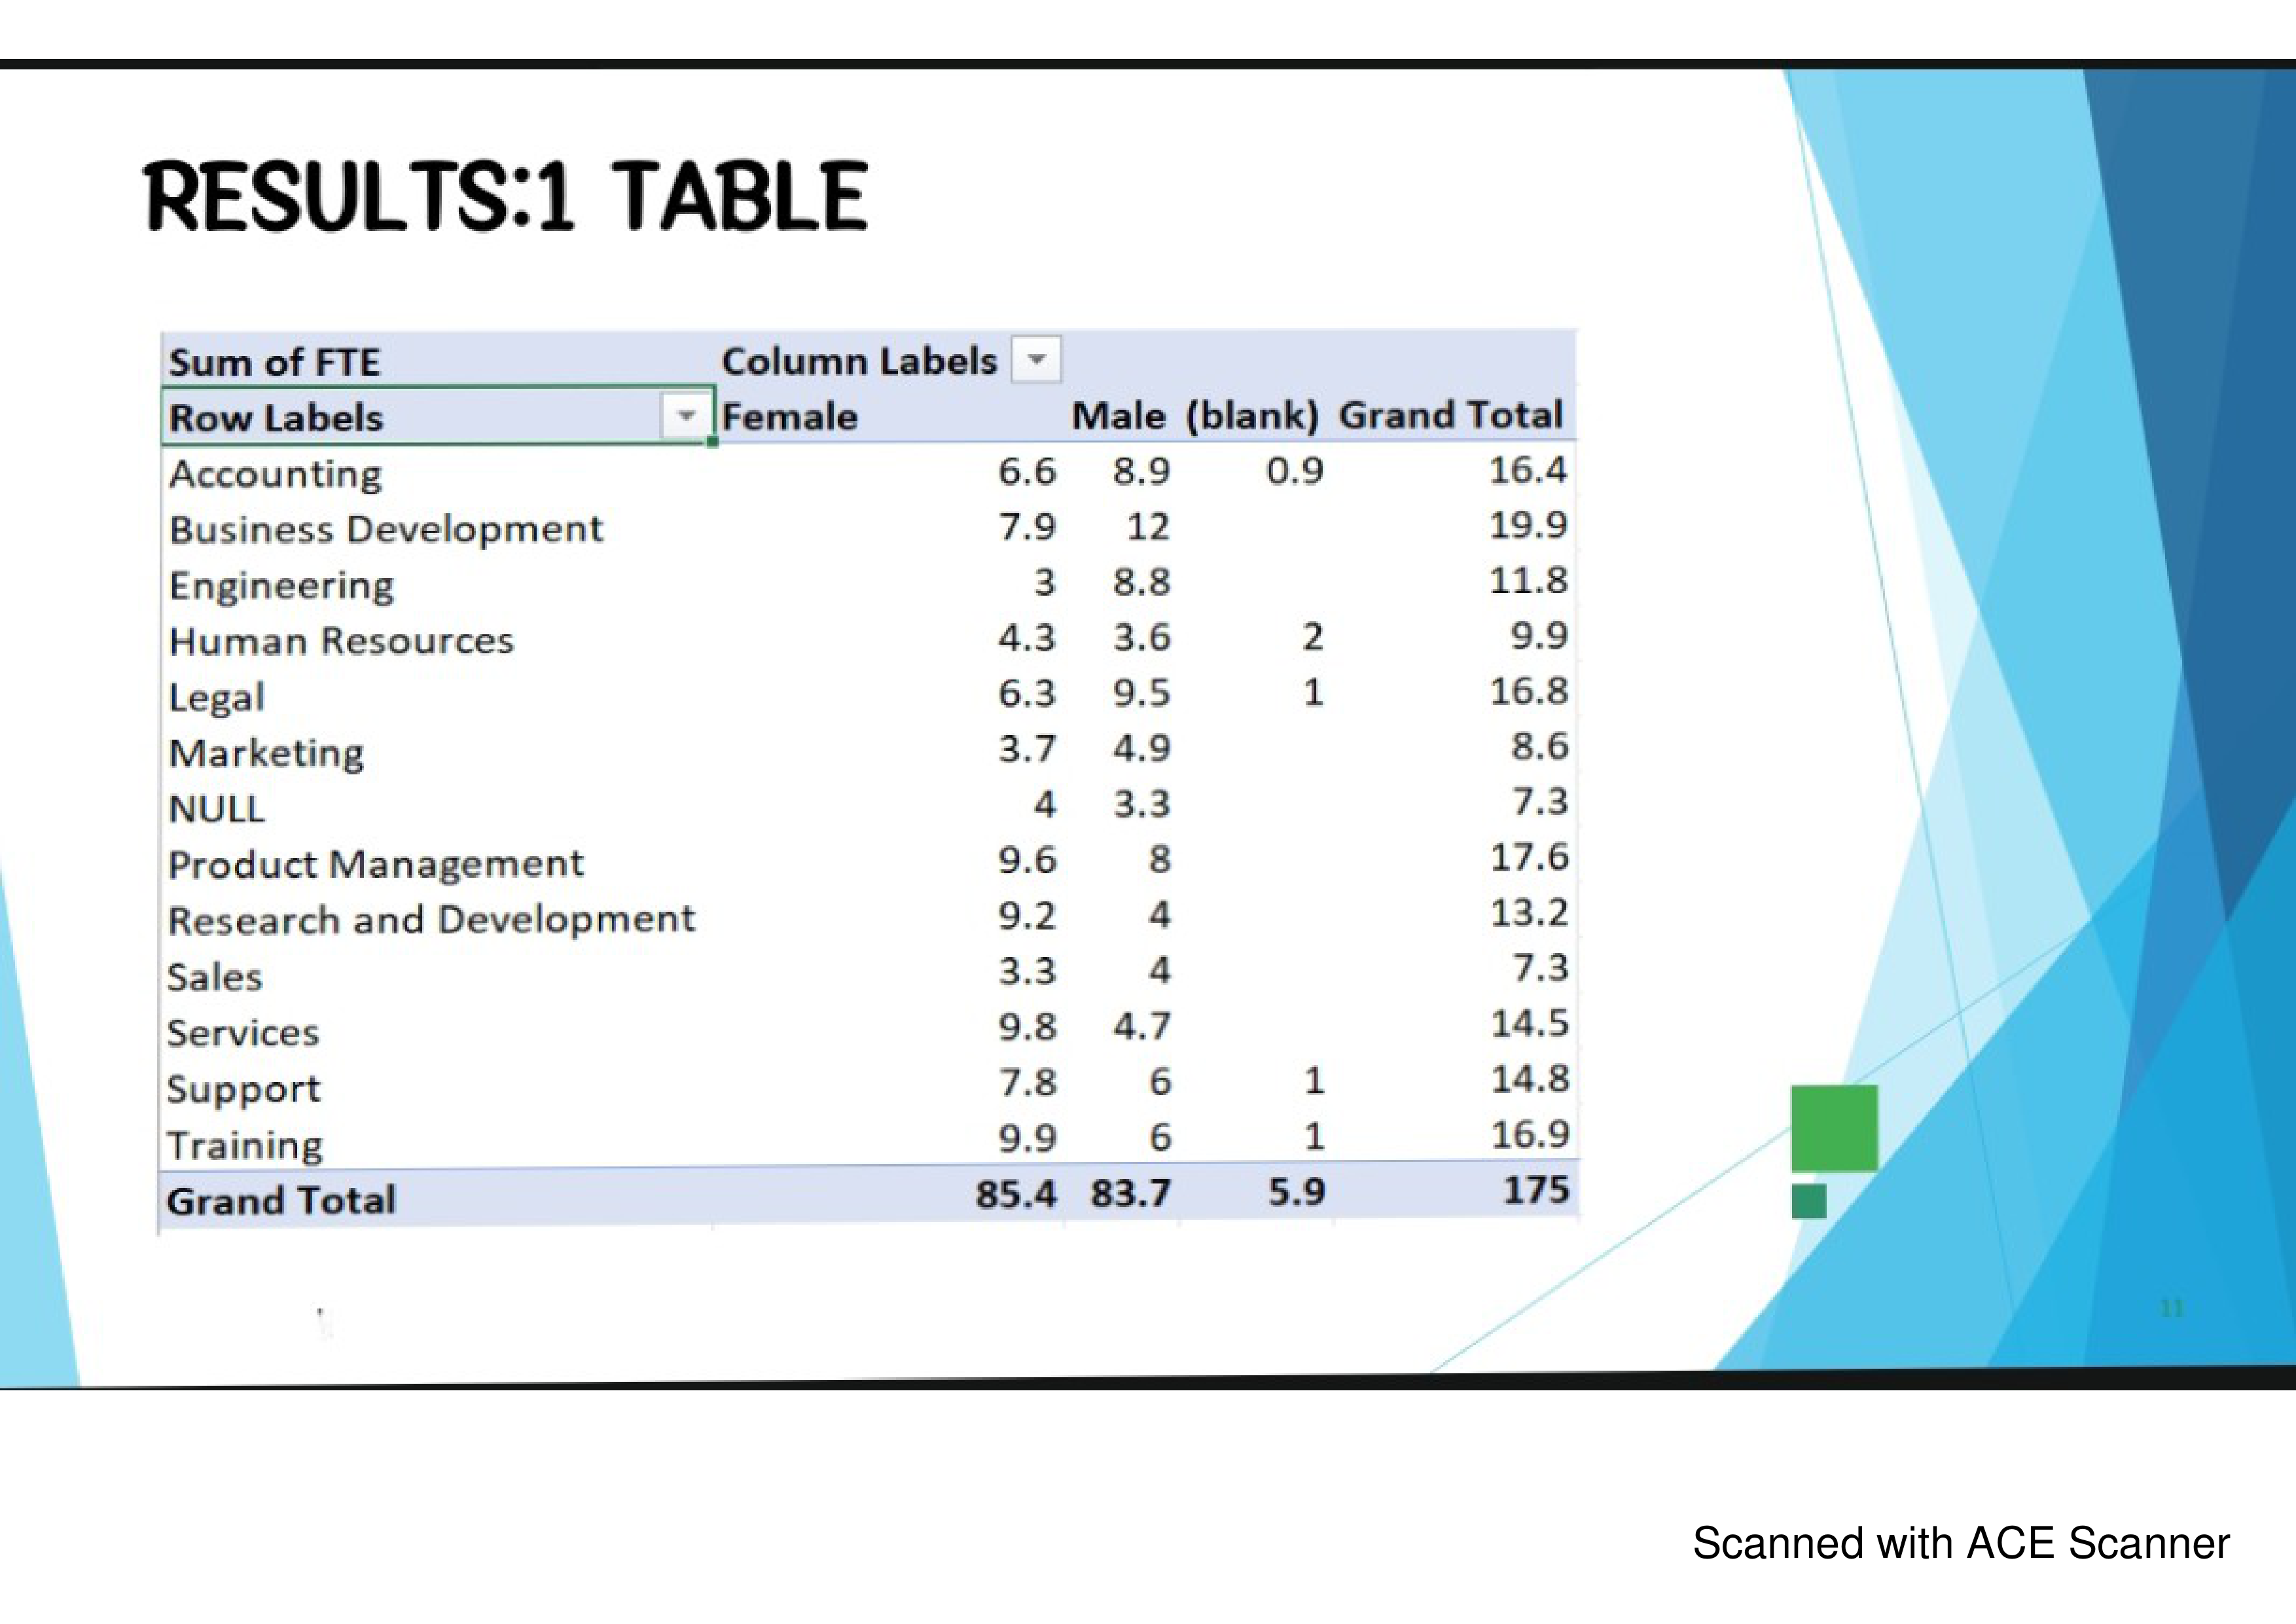 RESULTS:1 TABLE
Sum of FTE Column Labels
Row Labels Female Male (blank) Grand Total
Accounting 6.6 8.9 0.9 16.4
Business Development 7.9 12 19.9
Engineering 3 8.8 11.8
Human Resources 4.3 3.6 2 9.9
Legal 6.3 9.5 1 16.8
Marketing 3.7 4.9 8.6
NULL 4 3.3 7.3
Product Management 9.6 8 17.6
Research and Development 9.2 4 13.2
Sales 3.3 4 7.3
Services 9.8 4.7 14.5
Support 7.8 6 1 14.8
Training 9.9 6 1 16.9
Grand Total 85.4 83.7 5.9 175
11
Scanned with ACE Scanner